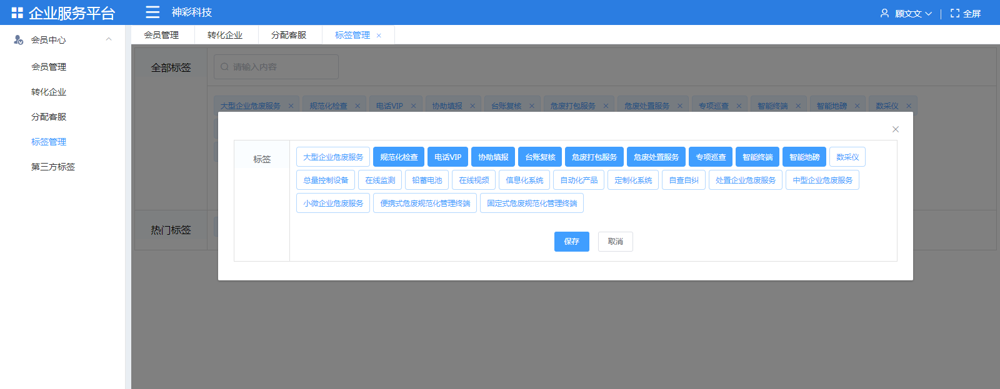 企业服务平台
神彩科技
顾文文
全屏
会员中心
会员管理
转化企业
分配客服
标签管理
第三方标签
会员管理 转化企业 分配客服 标签管理
全部标签
请输入内容
大型企业危废服务 规范化检查 电话VIP 协助填报 台账复核 危废打包服务 危废处置服务 专项巡查 智能终端 智能地磅 数采仪
热门标签
标签
大型企业危废服务 规范化检查 电话VIP 协助填报 台账复核 危废打包服务 危废处置服务 专项巡查 智能终端 智能地磅 数采仪
总量控制设备 在线监测 铅蓄电池 在线视频 信息化系统 自动化产品 定制化系统 自查自纠 处置企业危废服务 中型企业危废服务
小微企业危废服务 便携式危废规范化管理终端 固定式危废规范化管理终端
保存 取消